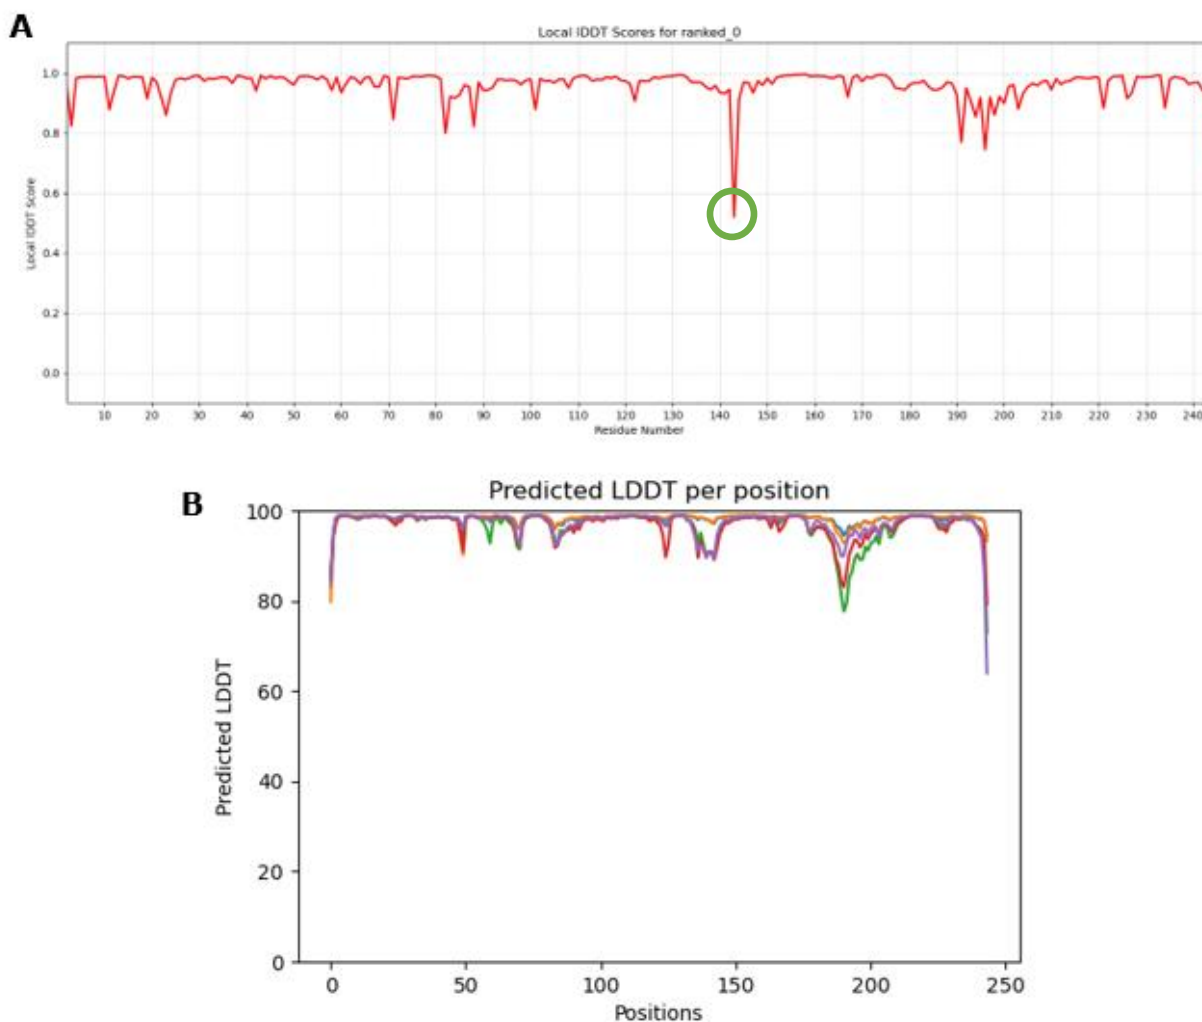 A
Local lDDT Scores for ranked_0
1.0
0.8
0.6
0.4
0.2
0.0
Local lDDT Score
10 20 30 40 50 60 70 80 90 100 110 120 130 140 150 160 170 180 190 200 210 220 230 240
Residue Number
B
Predicted LDDT per position
100
80
60
40
20
0
Predicted LDDT
0 50 100 150 200 250
Positions